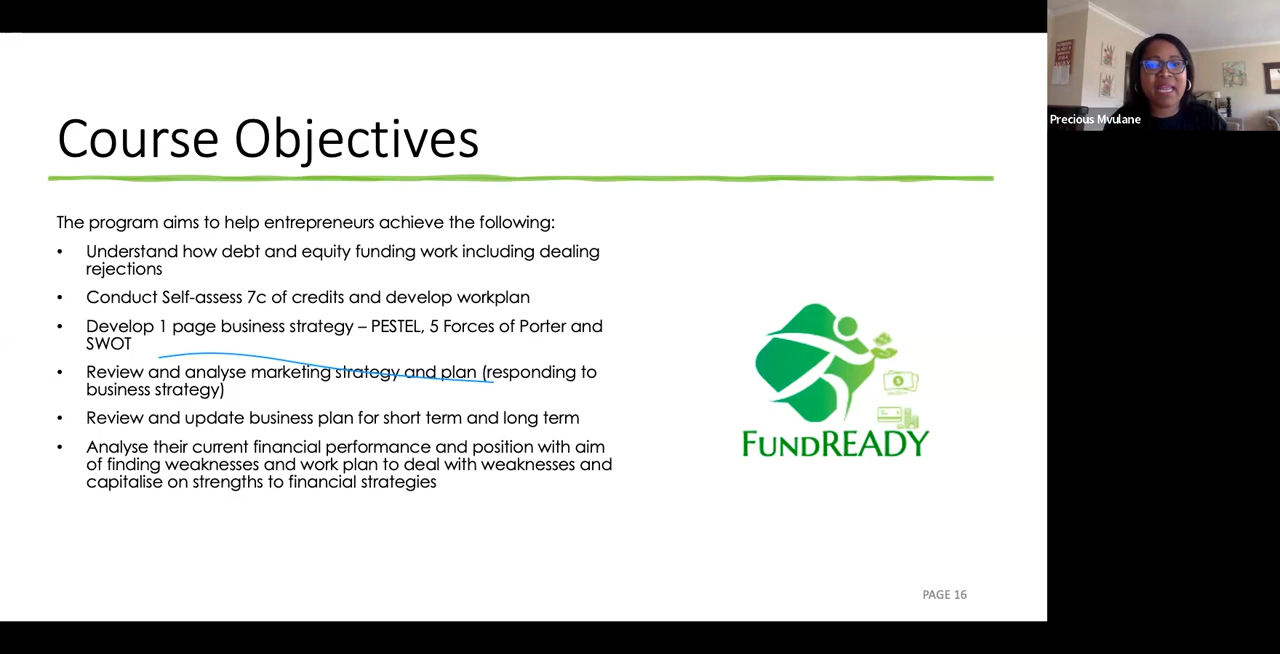 Course Objectives
The program aims to help entrepreneurs achieve the following:
• Understand how debt and equity funding work including dealing
rejections
• Conduct Self-assess 7c of credits and develop workplan
• Develop 1 page business strategy – PESTEL, 5 Forces of Porter and
SWOT
• Review and analyse marketing strategy and plan (responding to
business strategy)
• Review and update business plan for short term and long term
• Analyse their current financial performance and position with aim
of finding weaknesses and work plan to deal with weaknesses and
capitalise on strengths to financial strategies
FUNDREADY
PAGE 16
Precious Mvulane